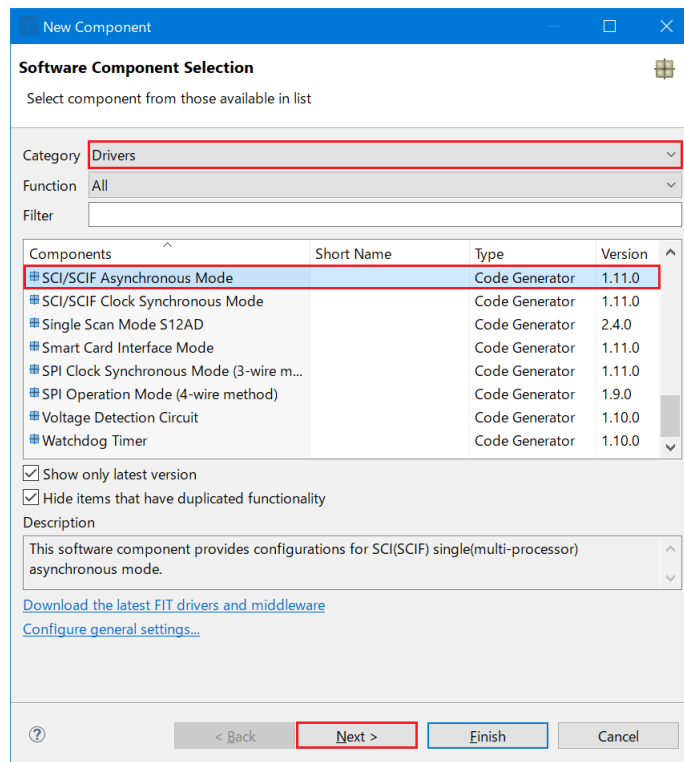 New Component
Software Component Selection
Select component from those available in list
Category Drivers
Function All
Filter
Components Short Name Type Version
SCI/SCIF Asynchronous Mode Code Generator 1.11.0
SCI/SCIF Clock Synchronous Mode Code Generator 1.11.0
Single Scan Mode S12AD Code Generator 2.4.0
Smart Card Interface Mode Code Generator 1.11.0
SPI Clock Synchronous Mode (3-wire m... Code Generator 1.11.0
SPI Operation Mode (4-wire method) Code Generator 1.9.0
Voltage Detection Circuit Code Generator 1.10.0
Watchdog Timer Code Generator 1.10.0
Show only latest version
Hide items that have duplicated functionality
Description
This software component provides configurations for SCI(SCIF) single(multi-processor)
asynchronous mode.
Download the latest FIT drivers and middleware
Configure general settings...
? < Back Next > Finish Cancel